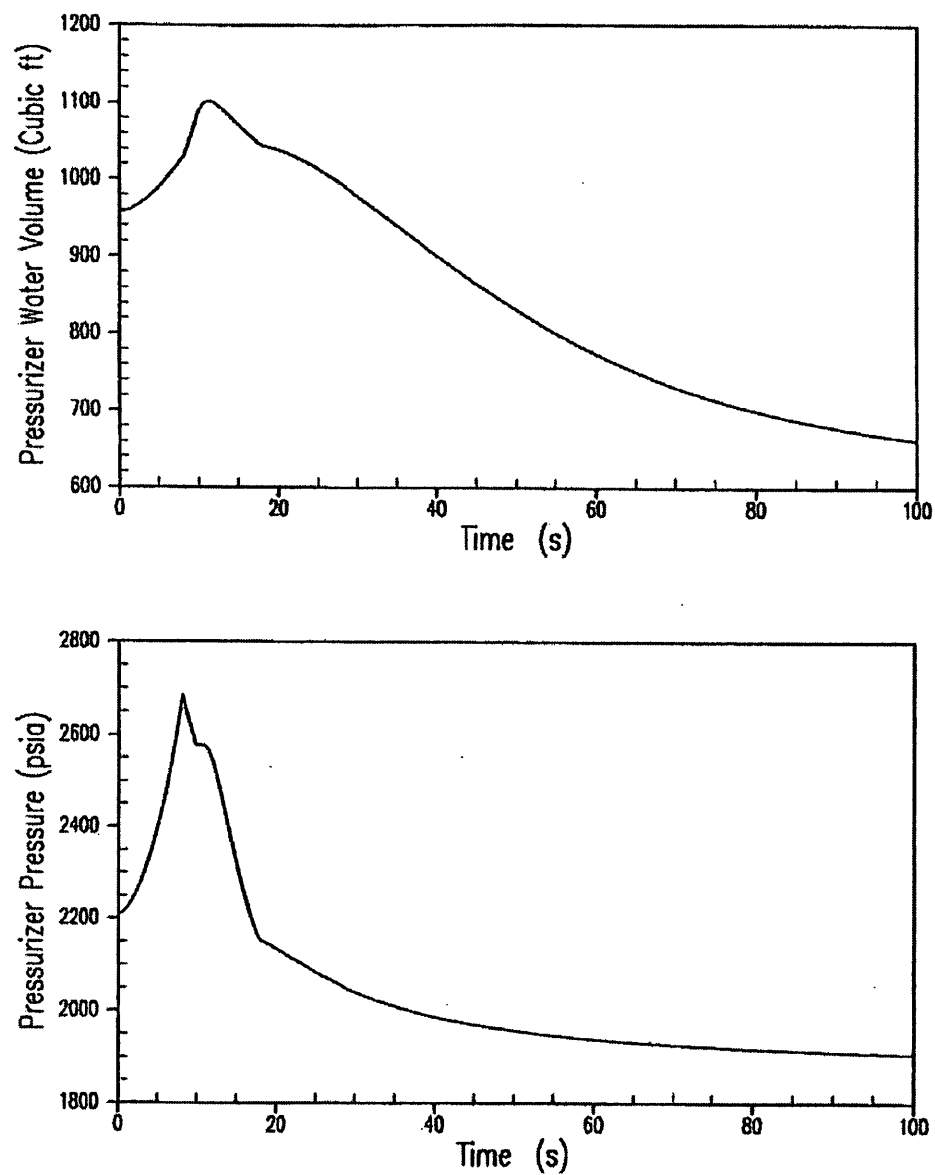 1200
1100
1000
900
800
700
600
Pressurizer Water Volume (Cubic ft)
0 20 40 60 80 100
Time (s)
2800
2600
2400
2200
2000
1800
Pressurizer Pressure (psia)
0 20 40 60 80 100
Time (s)